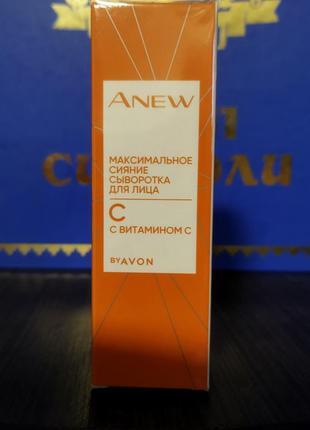 ANEW
МАКСИМАЛЬНОЕ
СИЯНИЕ
СЫВОРОТКА
ДЛЯ ЛИЦА
C
С ВИТАМИНОМ С
BY AVON